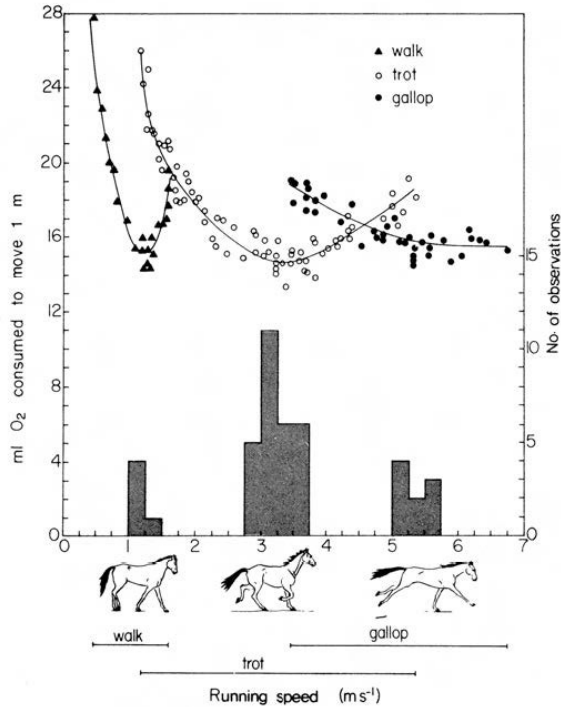 28
24
20
16
12
8
4
0
ml O₂ consumed to move 1 m
walk
trot
gallop
15
10
5
0
No. of observations
0 1 2 3 4 5 6 7
walk
gallop
trot
Running speed (m s⁻¹)